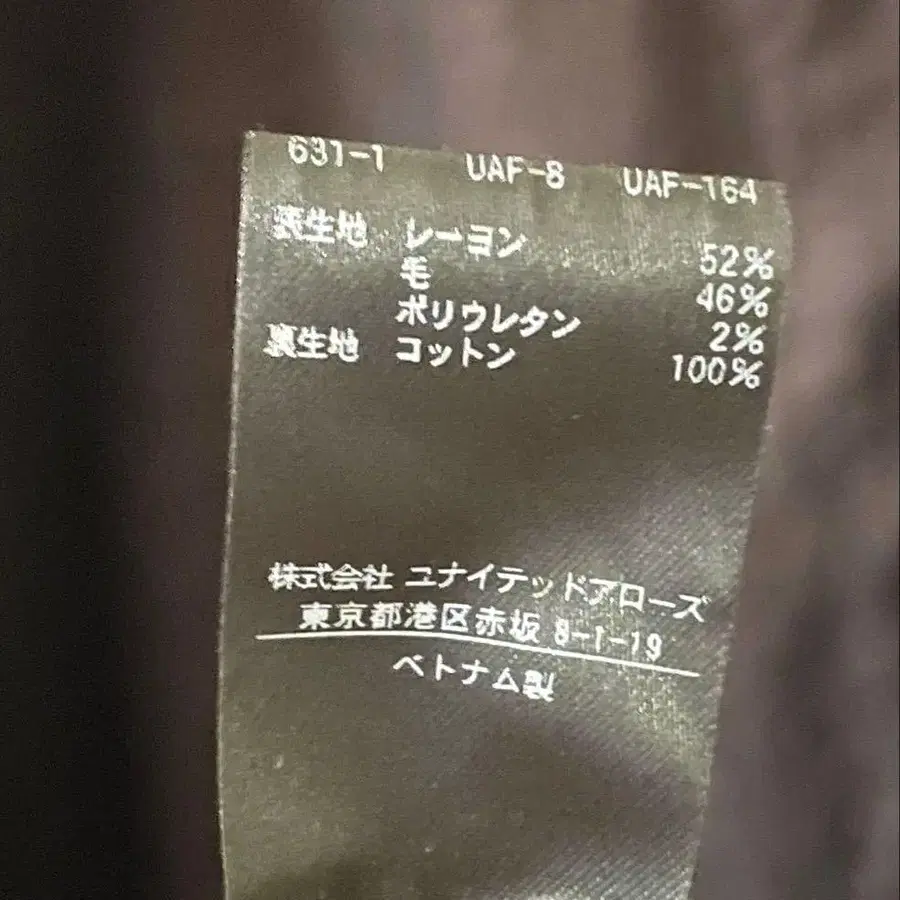 631-1 UAF-8 UAF-164
表生地 レーヨン 52%
毛 46%
ポリウレタン 2%
裏生地 コットン 100%
株式会社 ユナイテッドアローズ
東京都港区赤坂 8-1-19
ベトナム製